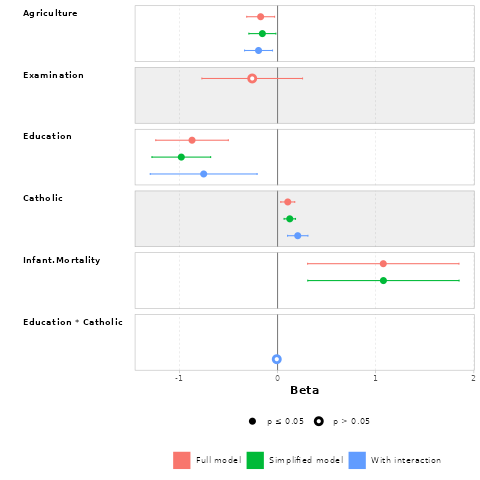 Agriculture
Examination
Education
Catholic
Infant.Mortality
Education * Catholic
-1 0 1 2
Beta
p ≤ 0.05 p > 0.05
Full model Simplified model With interaction